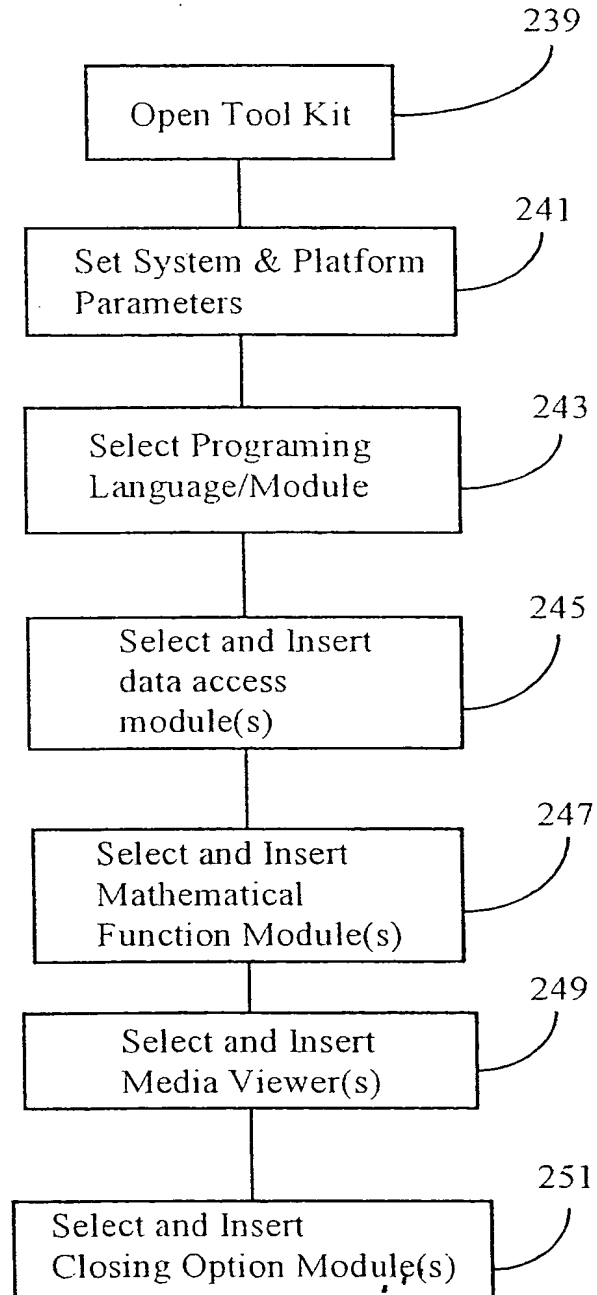 239
Open Tool Kit
241
Set System & Platform
Parameters
243
Select Programing
Language/Module
245
Select and Insert
data access
module(s)
247
Select and Insert
Mathematical
Function Module(s)
249
Select and Insert
Media Viewer(s)
251
Select and Insert
Closing Option Module(s)